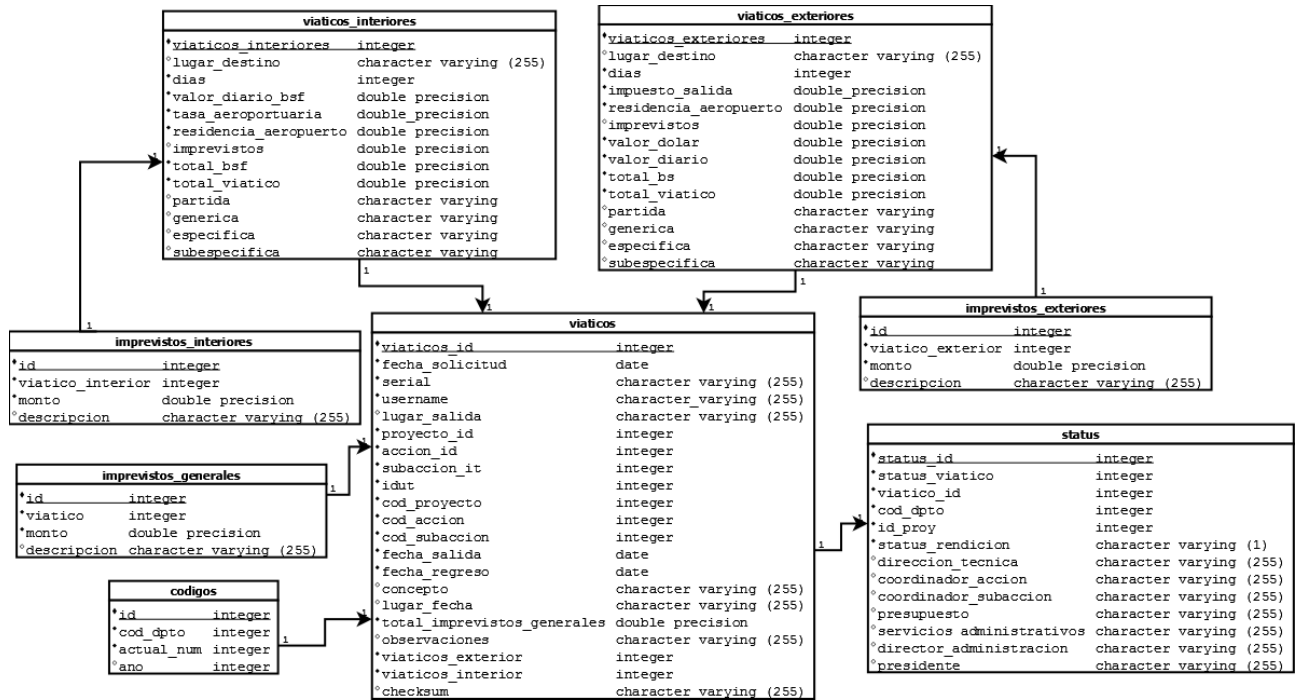 viaticos_interiores
viaticos_interiores integer
lugar_destino character varying (255)
dias integer
valor_diario_bsf double precision
tasa_aeroportuaria double_precision
residencia_aeropuerto double_precision
imprevistos double precision
total_bsf double precision
total_viatico double precision
partida character varying
generica character varying
especifica character varying
subespecifica character varying
1
1
1
1
viaticos_exteriores
viaticos_exteriores integer
lugar_destino character varying (255)
dias integer
impuesto_salida double_precision
residencia_aeropuerto double_precision
imprevistos double precision
valor_dolar double precision
valor_diario double precision
total_bs double precision
total_viatico double precision
partida character varying
generica character varying
especifica character varying
subespecifica character varying
1
1
1
1
imprevistos_interiores
id integer
viatico_interior integer
monto double precision
descripcion character varying (255)
imprevistos_exteriores
id integer
viatico_exterior integer
monto double precision
descripcion character varying (255)
imprevistos_generales
id integer
viatico integer
monto double precision
descripcion character varying (255)
1
1
codigos
id integer
cod_dpto integer
actual_num integer
ano integer
1
1
viaticos
viaticos_id integer
fecha_solicitud date
serial character varying (255)
username character_varying (255)
lugar_salida character varying (255)
proyecto_id integer
accion_id integer
subaccion_it integer
idut integer
cod_proyecto integer
cod_accion integer
cod_subaccion integer
fecha_salida date
fecha_regreso date
concepto character varying (255)
lugar_fecha character varying (255)
total_imprevistos_generales double precision
observaciones character varying (255)
viaticos_exterior integer
viaticos_interior integer
checksum character varying (255)
1
1
status
status_id integer
status_viatico integer
viatico_id integer
cod_dpto integer
id_proy integer
status_rendicion character varying (1)
direccion_tecnica character varying (255)
coordinador_accion character varying (255)
coordinador_subaccion character varying (255)
presupuesto character varying (255)
servicios administrativos character varying (255)
director_administracion character varying (255)
presidente character varying (255)